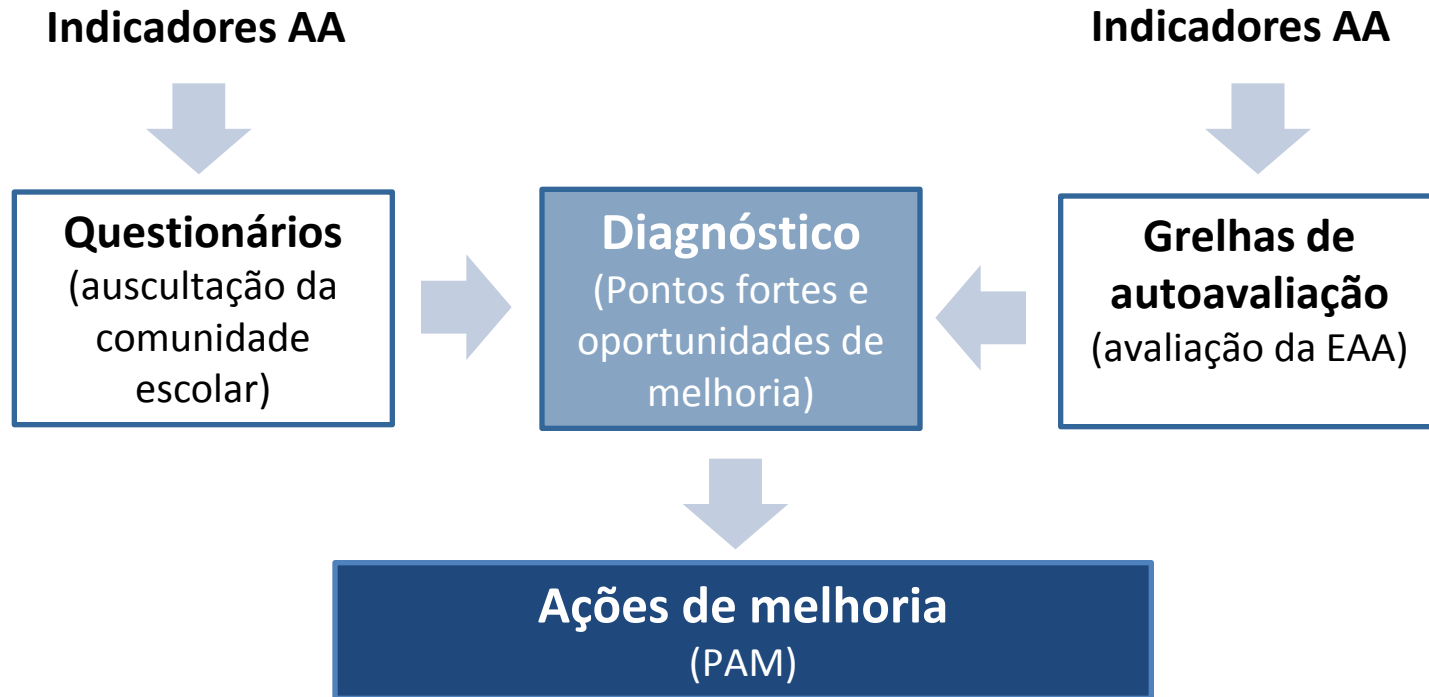 Indicadores AA
Indicadores AA
Questionários
(auscultação da
comunidade
escolar)
Diagnóstico
(Pontos fortes e
oportunidades de
melhoria)
Grelhas de
autoavaliação
(avaliação da EAA)
Ações de melhoria
(PAM)